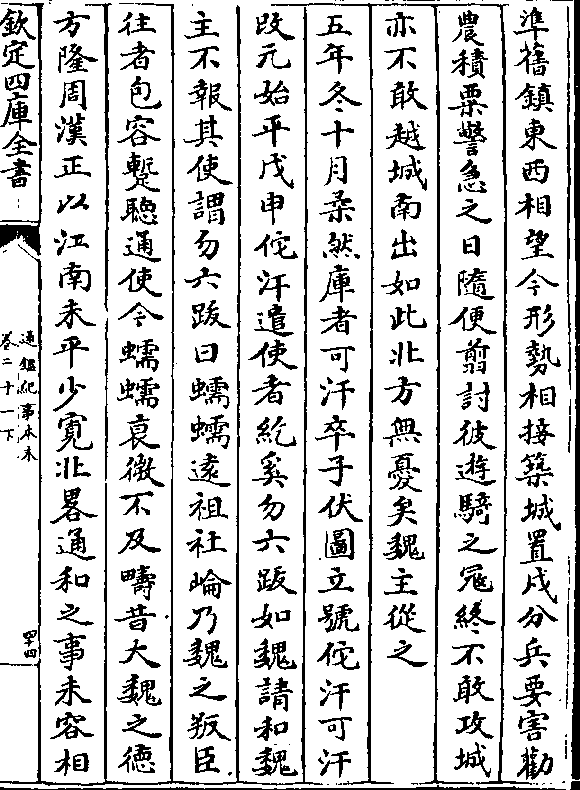 準舊鎮東西相望今形勢相接築城置戍分兵要害勸
農積粟警急之日隨便翦討彼遊騎之冦終不敢攻城
亦不敢越城南出如此北方無憂矣魏主從之
五年冬十月柔然庫者可汗卒子伏圖立號佗汗可汗
改元始平戊申佗汗遣使者紇奚勿六跋如魏請和魏
主不報其使謂勿六跋曰蠕蠕逺祖社崘乃魏之叛臣
往者包容蹔聽通使今蠕蠕衰微不及疇昔大魏之徳
方隆周漢正以江南未平少寛北畧通和之事未容相
欽定四庫全書
通鑑紀事本末
卷二十一下
四十四